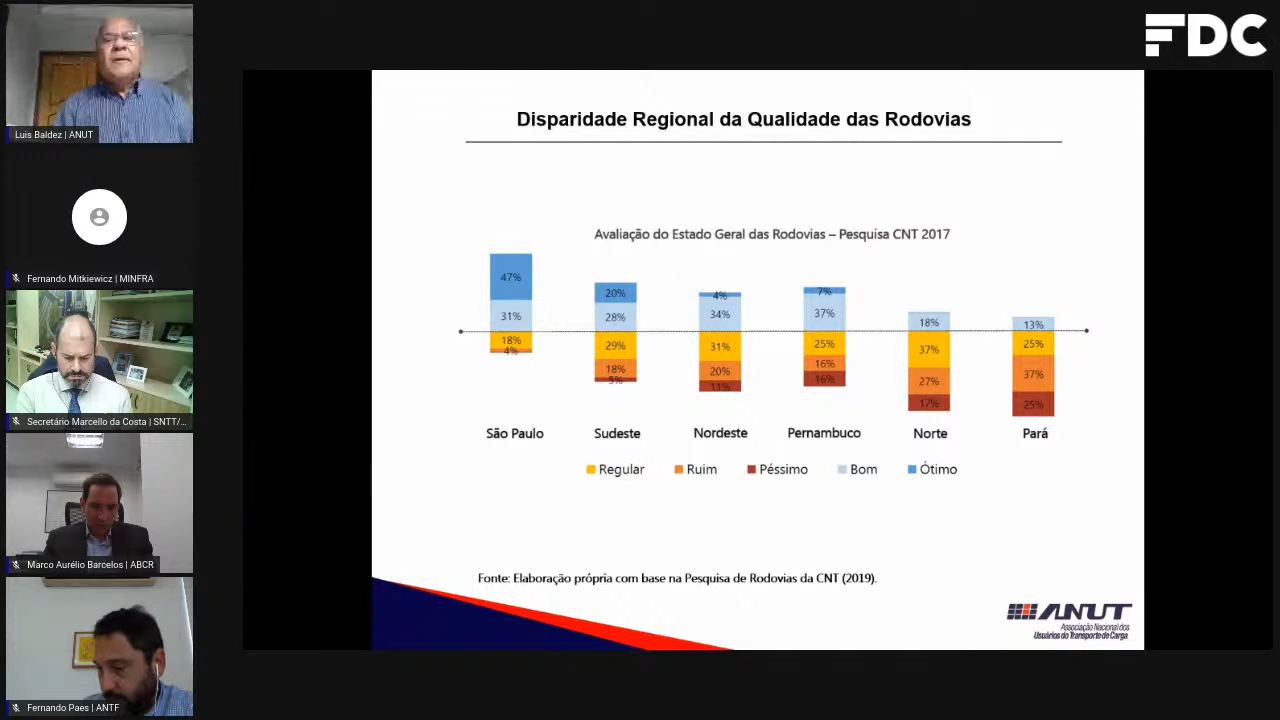 FDC
Luis Baldez | ANUT
Fernando Mitkiewicz | MINFRA
Secretário Marcello da Costa | SNTT/...
Marco Aurélio Barcelos | ABCR
Fernando Paes | ANTF
Disparidade Regional da Qualidade das Rodovias
Avaliação do Estado Geral das Rodovias – Pesquisa CNT 2017
47% 20% 4% 7%
31% 28% 34% 37% 18% 13%
18% 29% 31% 25% 37% 25%
4% 18% 20% 16% 27% 37%
5% 11% 16% 17% 25%
São Paulo Sudeste Nordeste Pernambuco Norte Pará
Regular Ruim Péssimo Bom Ótimo
Fonte: Elaboração própria com base na Pesquisa de Rodovias da CNT (2019).
ANUT
Associação Nacional dos
Usuários do Transporte de Carga